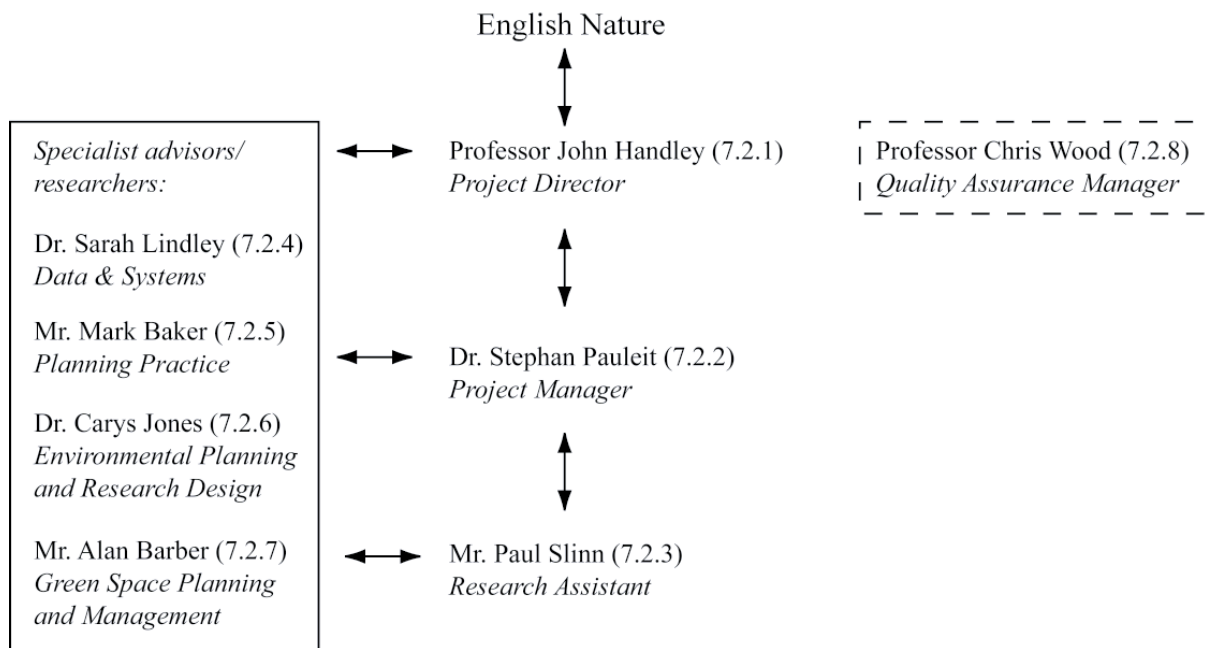 English Nature
Specialist advisors/
researchers:
Dr. Sarah Lindley (7.2.4)
Data & Systems
Mr. Mark Baker (7.2.5)
Planning Practice
Dr. Carys Jones (7.2.6)
Environmental Planning
and Research Design
Mr. Alan Barber (7.2.7)
Green Space Planning
and Management
Professor John Handley (7.2.1)
Project Director
Dr. Stephan Pauleit (7.2.2)
Project Manager
Mr. Paul Slinn (7.2.3)
Research Assistant
Professor Chris Wood (7.2.8)
Quality Assurance Manager